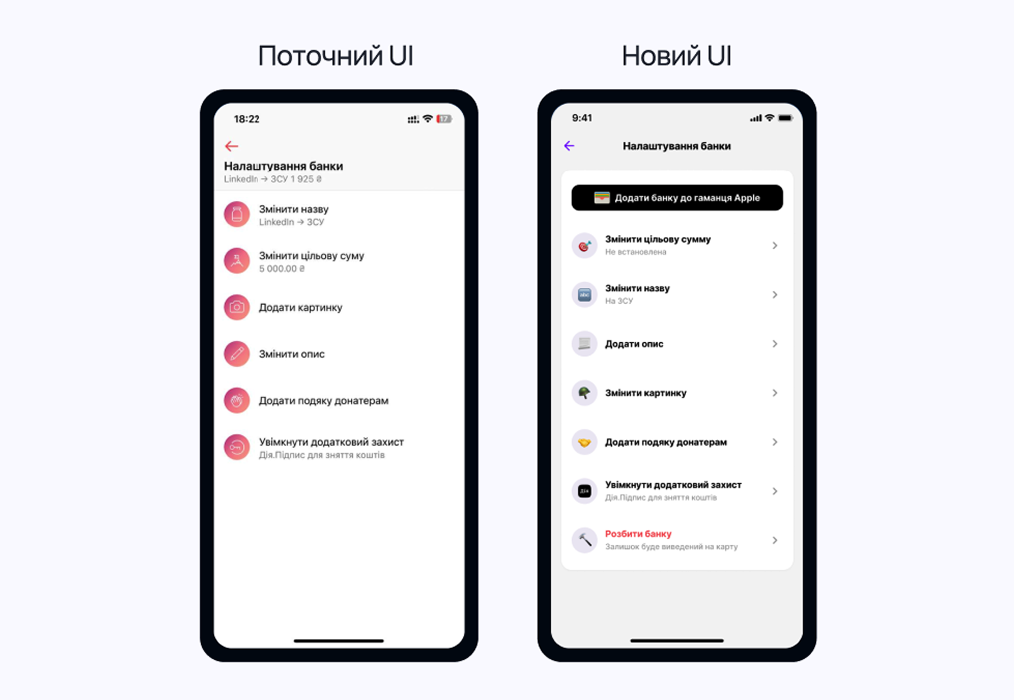 Поточний UI
Новий UI
18:22
17
Налаштування банки
LinkedIn → ЗСУ 1 925 ₴
Змінити назву
LinkedIn → ЗСУ
Змінити цільову суму
5 000.00 ₴
Додати картинку
Змінити опис
Додати подяку донатерам
Увімкнути додатковий захист
Дія.Підпис для зняття коштів
9:41
Налаштування банки
Додати банку до гаманця Apple
Змінити цільову сумму
Не встановлена
abc
Змінити назву
На ЗСУ
Додати опис
Змінити картинку
Додати подяку донатерам
Дія
Увімкнути додатковий захист
Дія.Підпис для зняття коштів
Розбити банку
Залишок буде виведений на карту